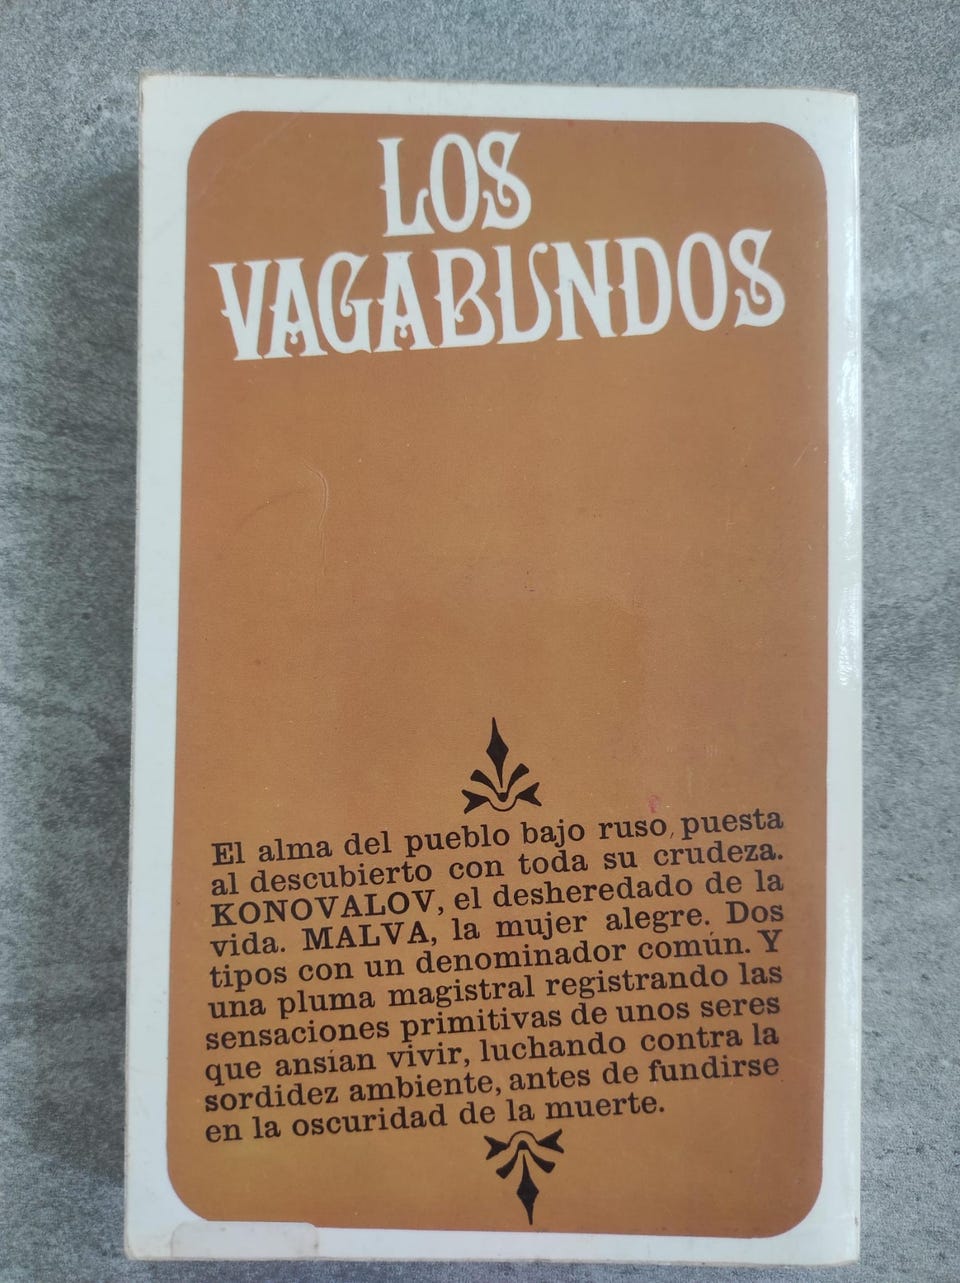 LOS
VAGABUNDOS
El alma del pueblo bajo ruso, puesta
al descubierto con toda su crudeza.
KONOVALOV, el desheredado de la
vida. MALVA, la mujer alegre. Dos
tipos con un denominador común. Y
una pluma magistral registrando las
sensaciones primitivas de unos seres
que ansían vivir, luchando contra la
sordidez ambiente, antes de fundirse
en la oscuridad de la muerte.